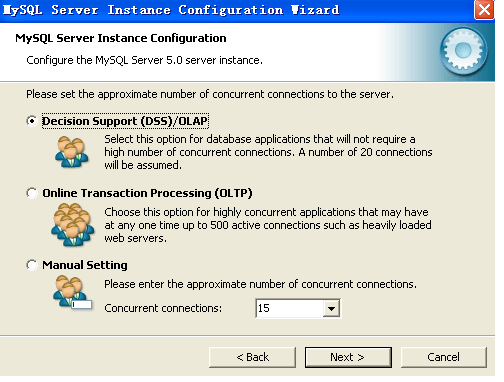 MySQL Server Instance Configuration Wizard
MySQL Server Instance Configuration
Configure the MySQL Server 5.0 server instance.
Please set the approximate number of concurrent connections to the server.
Decision Support (DSS)/OLAP
Select this option for database applications that will not require a
high number of concurrent connections. A number of 20 connections
will be assumed.
Online Transaction Processing (OLTP)
Choose this option for highly concurrent applications that may have
at any one time up to 500 active connections such as heavily loaded
web servers.
Manual Setting
Please enter the approximate number of concurrent connections.
Concurrent connections: 15
< Back Next > Cancel